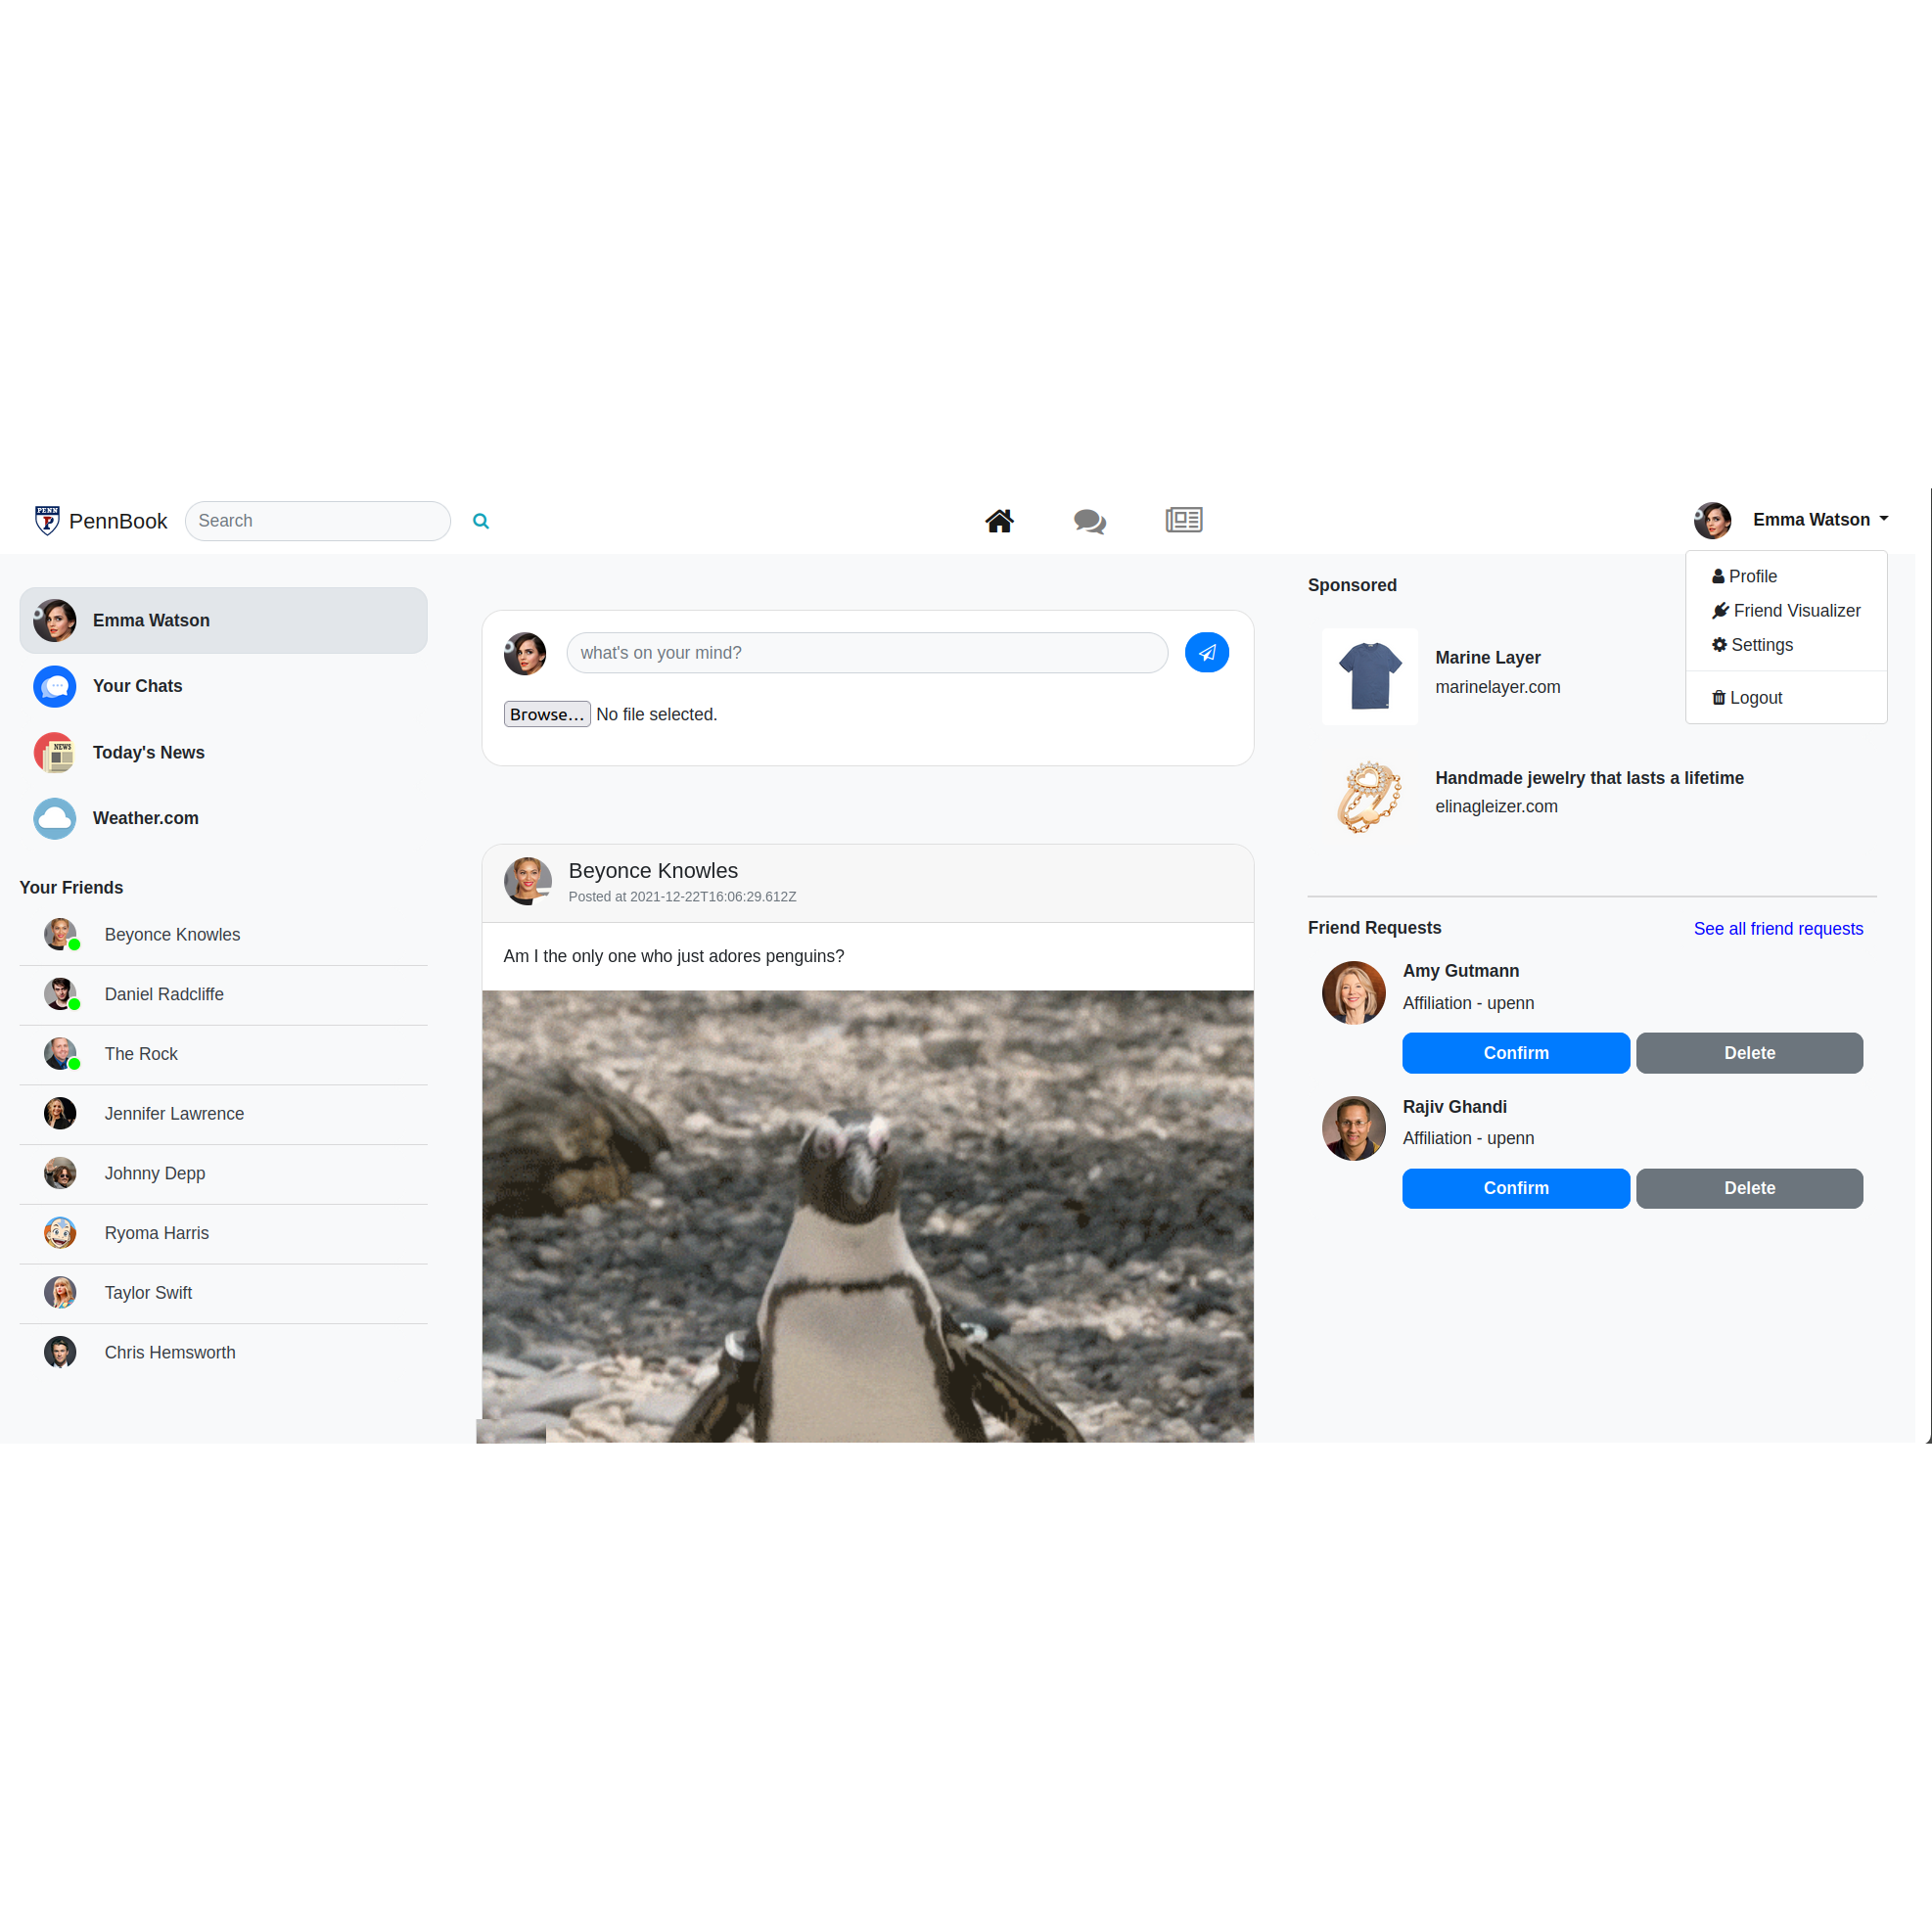 PENN
P
PennBook
Search
Emma Watson
Profile
Friend Visualizer
Settings
Logout
Emma Watson
Your Chats
NEWS
Today's News
Weather.com
Your Friends
Beyonce Knowles
Daniel Radcliffe
The Rock
Jennifer Lawrence
Johnny Depp
Ryoma Harris
Taylor Swift
Chris Hemsworth
what's on your mind?
Browse... No file selected.
Beyonce Knowles
Posted at 2021-12-22T16:06:29.612Z
Am I the only one who just adores penguins?
Sponsored
Marine Layer
marinelayer.com
Handmade jewelry that lasts a lifetime
elinagleizer.com
Friend Requests
See all friend requests
Amy Gutmann
Affiliation - upenn
Confirm Delete
Rajiv Ghandi
Affiliation - upenn
Confirm Delete